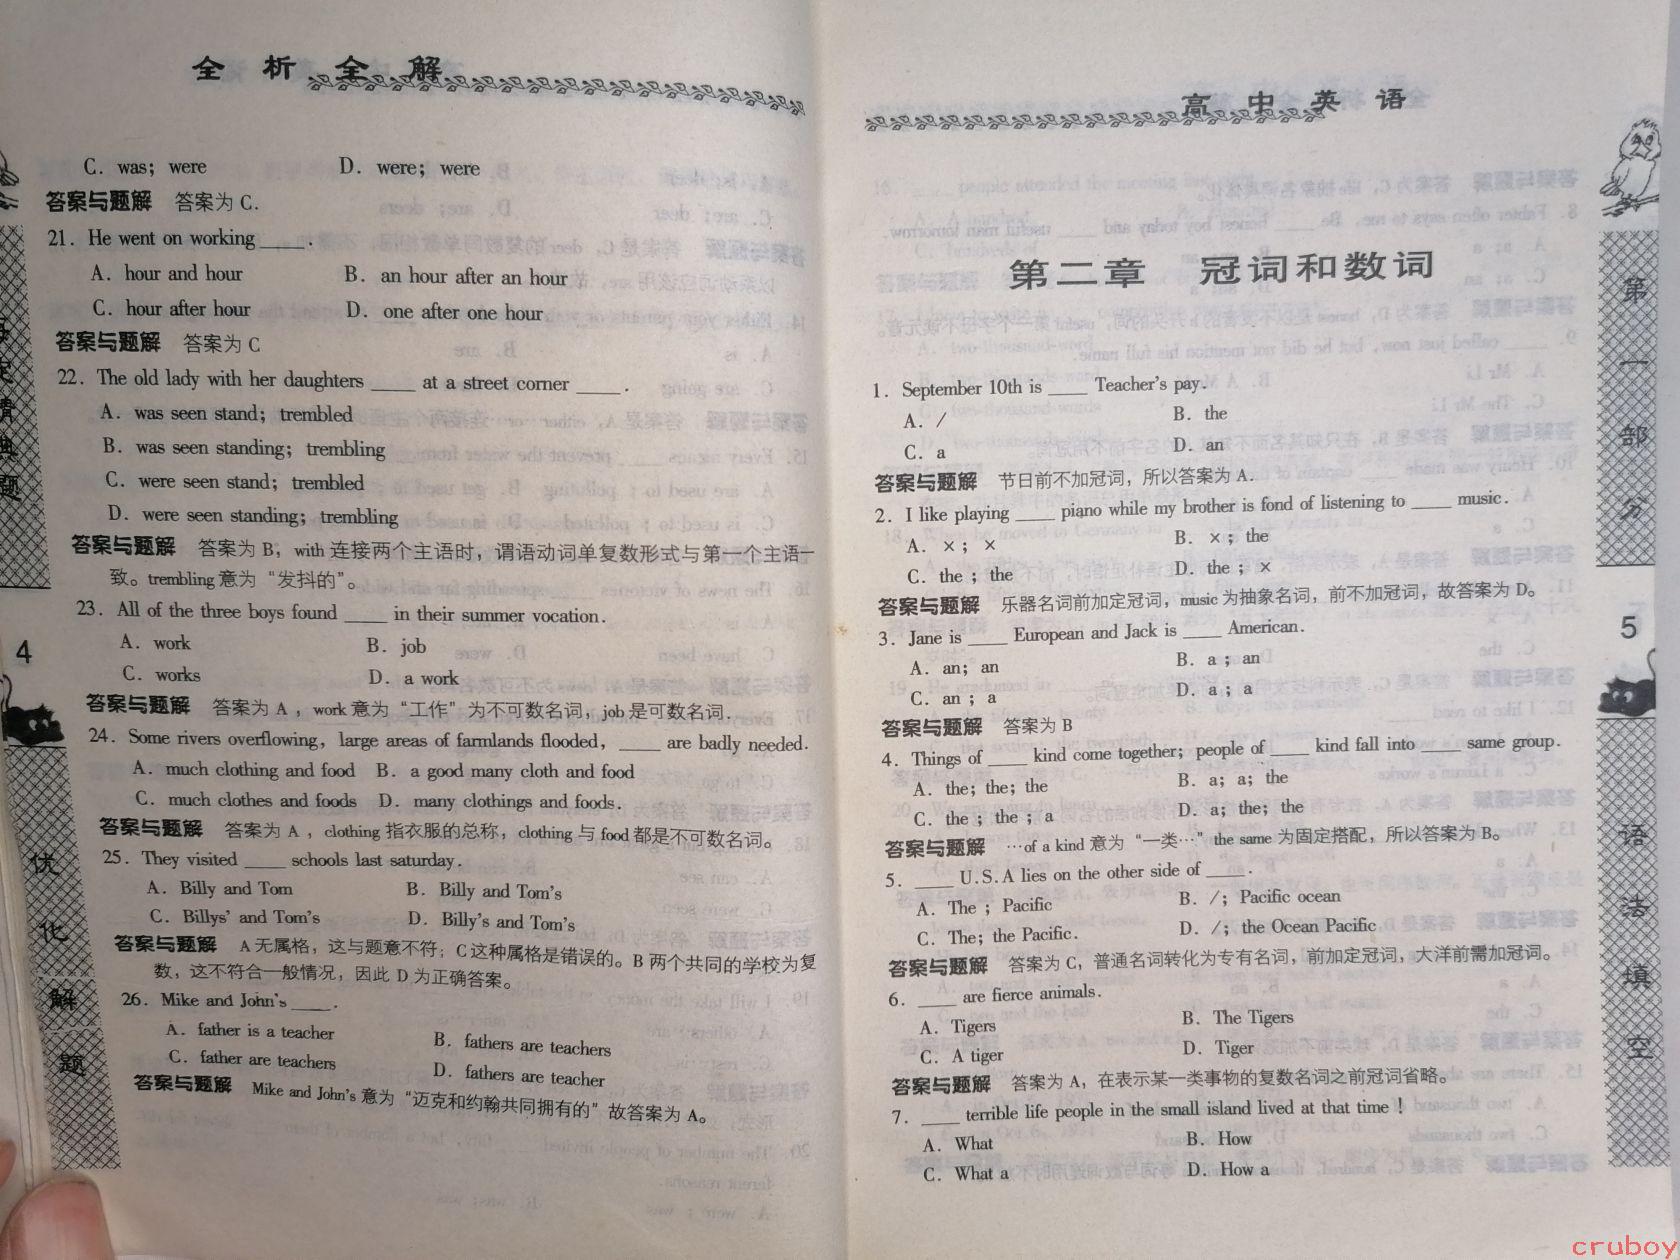 全析全解
C. was; were D. were; were
答案与题解 答案为 C.
21. He went on working ____.
A. hour and hour B. an hour after an hour
C. hour after hour D. one after one hour
答案与题解 答案为 C
22. The old lady with her daughters ____ at a street corner ____.
A. was seen stand; trembled
B. was seen standing; trembling
C. were seen stand; trembled
D. were seen standing; trembling
答案与题解 答案为 B，with 连接两个主语时，谓语动词单复数形式与第一个主语一
致。trembling 意为“发抖的”。
23. All of the three boys found ____ in their summer vocation.
A. work B. job
C. works D. a work
答案与题解 答案为 A，work 意为“工作”为不可数名词，job 是可数名词.
24. Some rivers overflowing, large areas of farmlands flooded, ____ are badly needed.
A. much clothing and food B. a good many cloth and food
C. much clothes and foods D. many clothings and foods.
答案与题解 答案为 A，clothing 指衣服的总称，clothing 与 food 都是不可数名词。
25. They visited ____ schools last saturday.
A. Billy and Tom B. Billy and Tom's
C. Billys' and Tom's D. Billy's and Tom's
答案与题解 A 无属格，这与题意不符；C 这种属格是错误的。B 两个共同的学校为复
数，这不符合一般情况，因此 D 为正确答案。
26. Mike and John's ____.
A. father is a teacher B. fathers are teachers
C. father are teachers D. fathers are teacher
答案与题解 Mike and John's 意为“迈克和约翰共同拥有的”故答案为 A。
4
优化解题
高中英语
第二章 冠词和数词
1. September 10th is ____ Teacher's pay.
A. / B. the
C. a D. an
答案与题解 节日前不加冠词，所以答案为 A.
2. I like playing ____ piano while my brother is fond of listening to ____ music.
A. ×; × B. ×; the
C. the; the D. the; ×
答案与题解 乐器名词前加定冠词，music 为抽象名词，前不加冠词，故答案为 D。
3. Jane is ____ European and Jack is ____ American.
A. an; an B. a; an
C. an; a D. a; a
答案与题解 答案为 B
4. Things of ____ kind come together; people of ____ kind fall into ____ same group.
A. the; the; the B. a; a; the
C. the; the; a D. a; the; the
答案与题解 …of a kind 意为“一类…”the same 为固定搭配，所以答案为 B。
5. ____ U.S.A lies on the other side of ____.
A. The; Pacific B. /; Pacific ocean
C. The; the Pacific. D. /; the Ocean Pacific
答案与题解 答案为 C，普通名词转化为专有名词，前加定冠词，大洋前需加冠词。
6. ____ are fierce animals.
A. Tigers B. The Tigers
C. A tiger D. Tiger
答案与题解 答案为 A，在表示某一类事物的复数名词之前冠词省略。
7. ____ terrible life people in the small island lived at that time!
A. What B. How
C. What a D. How a
第一部分
5
语法填空
cruboy